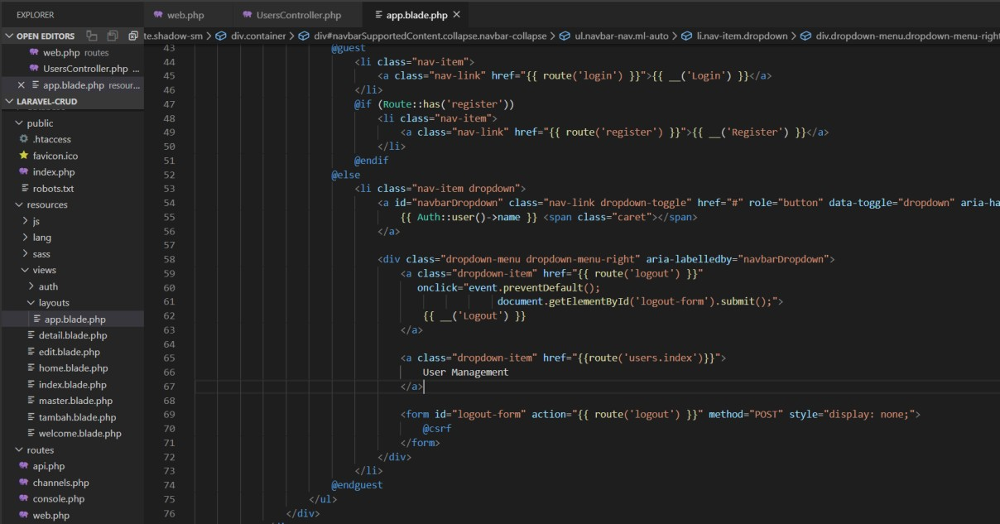 EXPLORER
OPEN EDITORS
web.php routes
UsersController.php ...
app.blade.php resour...
LARAVEL-CRUD
public
.htaccess
favicon.ico
index.php
robots.txt
resources
js
lang
sass
views
auth
layouts
app.blade.php
detail.blade.php
edit.blade.php
home.blade.php
index.blade.php
master.blade.php
tambah.blade.php
welcome.blade.php
routes
api.php
channels.php
console.php
web.php
web.php UsersController.php app.blade.php
te.shadow-sm > div.container > div#navbarSupportedContent.collapse.navbar-collapse > ul.navbar-nav.ml-auto > li.nav-item.dropdown > div.dropdown-menu.dropdown-menu-right
43 @guest
44 <li class="nav-item">
45 <a class="nav-link" href="{{ route('login') }}">{{ __('Login') }}</a>
46 </li>
47 @if (Route::has('register'))
48 <li class="nav-item">
49 <a class="nav-link" href="{{ route('register') }}">{{ __('Register') }}</a>
50 </li>
51 @endif
52 @else
53 <li class="nav-item dropdown">
54 <a id="navbarDropdown" class="nav-link dropdown-toggle" href="#" role="button" data-toggle="dropdown" aria-ha
55 {{ Auth::user()->name }} <span class="caret"></span>
56 </a>
57
58 <div class="dropdown-menu dropdown-menu-right" aria-labelledby="navbarDropdown">
59 <a class="dropdown-item" href="{{ route('logout') }}"
60 onclick="event.preventDefault();
61 document.getElementById('logout-form').submit();">
62 {{ __('Logout') }}
63 </a>
64
65 <a class="dropdown-item" href="{{route('users.index')}}">
66 User Management
67 </a>
68
69 <form id="logout-form" action="{{ route('logout') }}" method="POST" style="display: none;">
70 @csrf
71 </form>
72 </div>
73 </li>
74 @endguest
75 </ul>
76 </div>